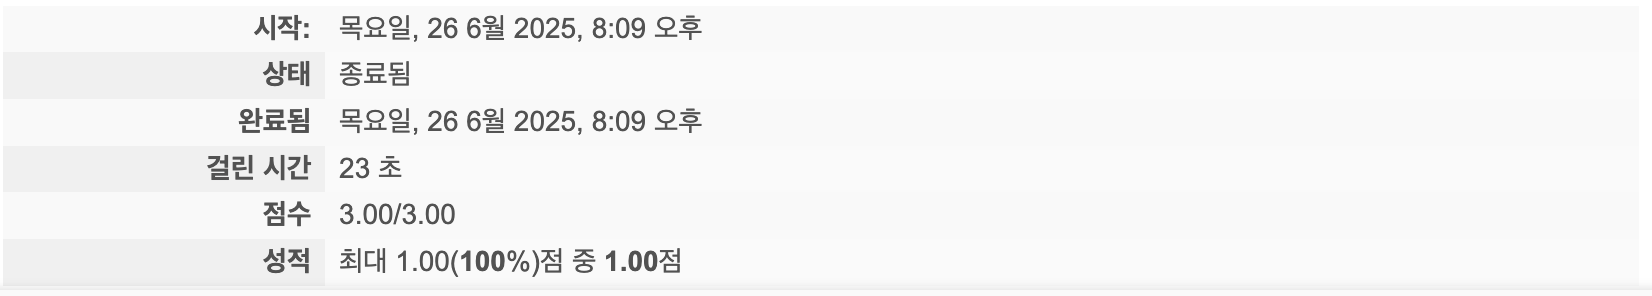 시작: 목요일, 26 6월 2025, 8:09 오후
상태 종료됨
완료됨 목요일, 26 6월 2025, 8:09 오후
걸린 시간 23 초
점수 3.00/3.00
성적 최대 1.00(100%)점 중 1.00점